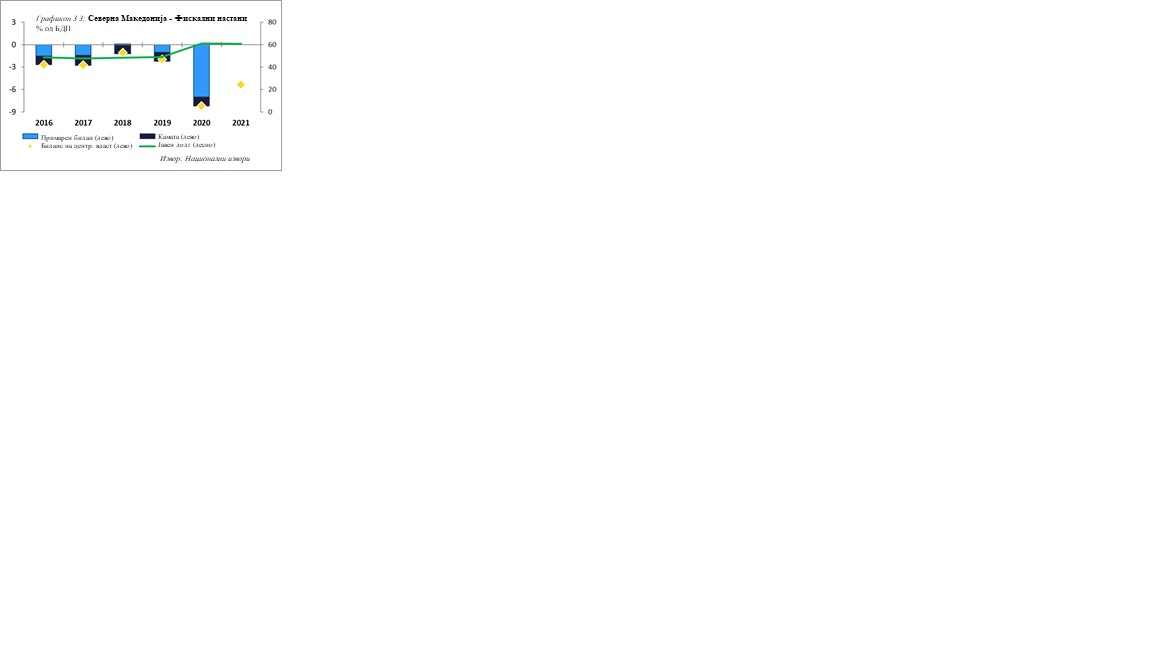 Графикон 3 3: Северна Македонија - Фискални настани
% од БДП
3 80
0 60
-3 40
-6 20
-9 0
2016 2017 2018 2019 2020 2021
Примарен билан (лево) Камата (лево)
Биланс на центр. власт (лево) Јавен долг (десно)
Извор: Национални извори